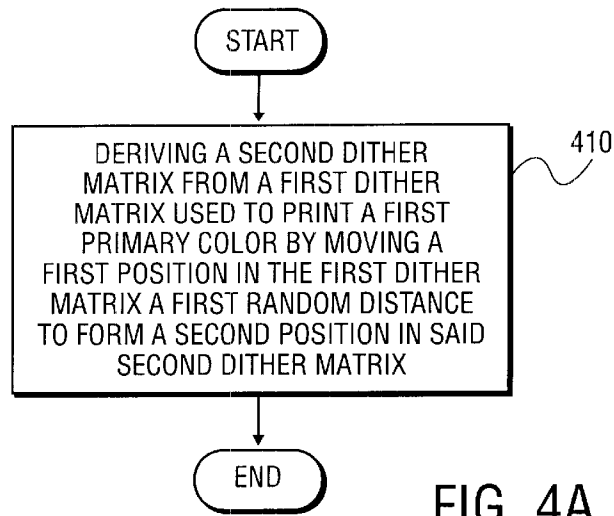 START
DERIVING A SECOND DITHER
MATRIX FROM A FIRST DITHER
MATRIX USED TO PRINT A FIRST
PRIMARY COLOR BY MOVING A
FIRST POSITION IN THE FIRST DITHER
MATRIX A FIRST RANDOM DISTANCE
TO FORM A SECOND POSITION IN SAID
SECOND DITHER MATRIX
410
END
FIG. 4A